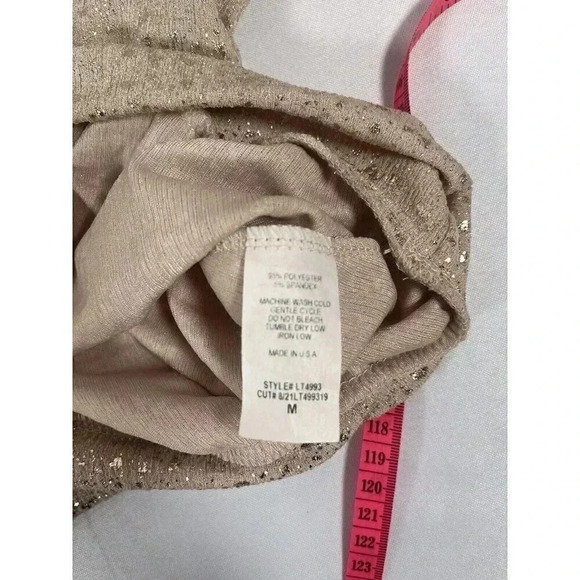 95% POLYESTER
5% SPANDEX
MACHINE WASH COLD
GENTLE CYCLE
DO NOT BLEACH
TUMBLE DRY LOW
IRON LOW
MADE IN U.S.A
STYLE# LT4993
CUT# 8/21LT499319
M
118
119
120
121
122
123